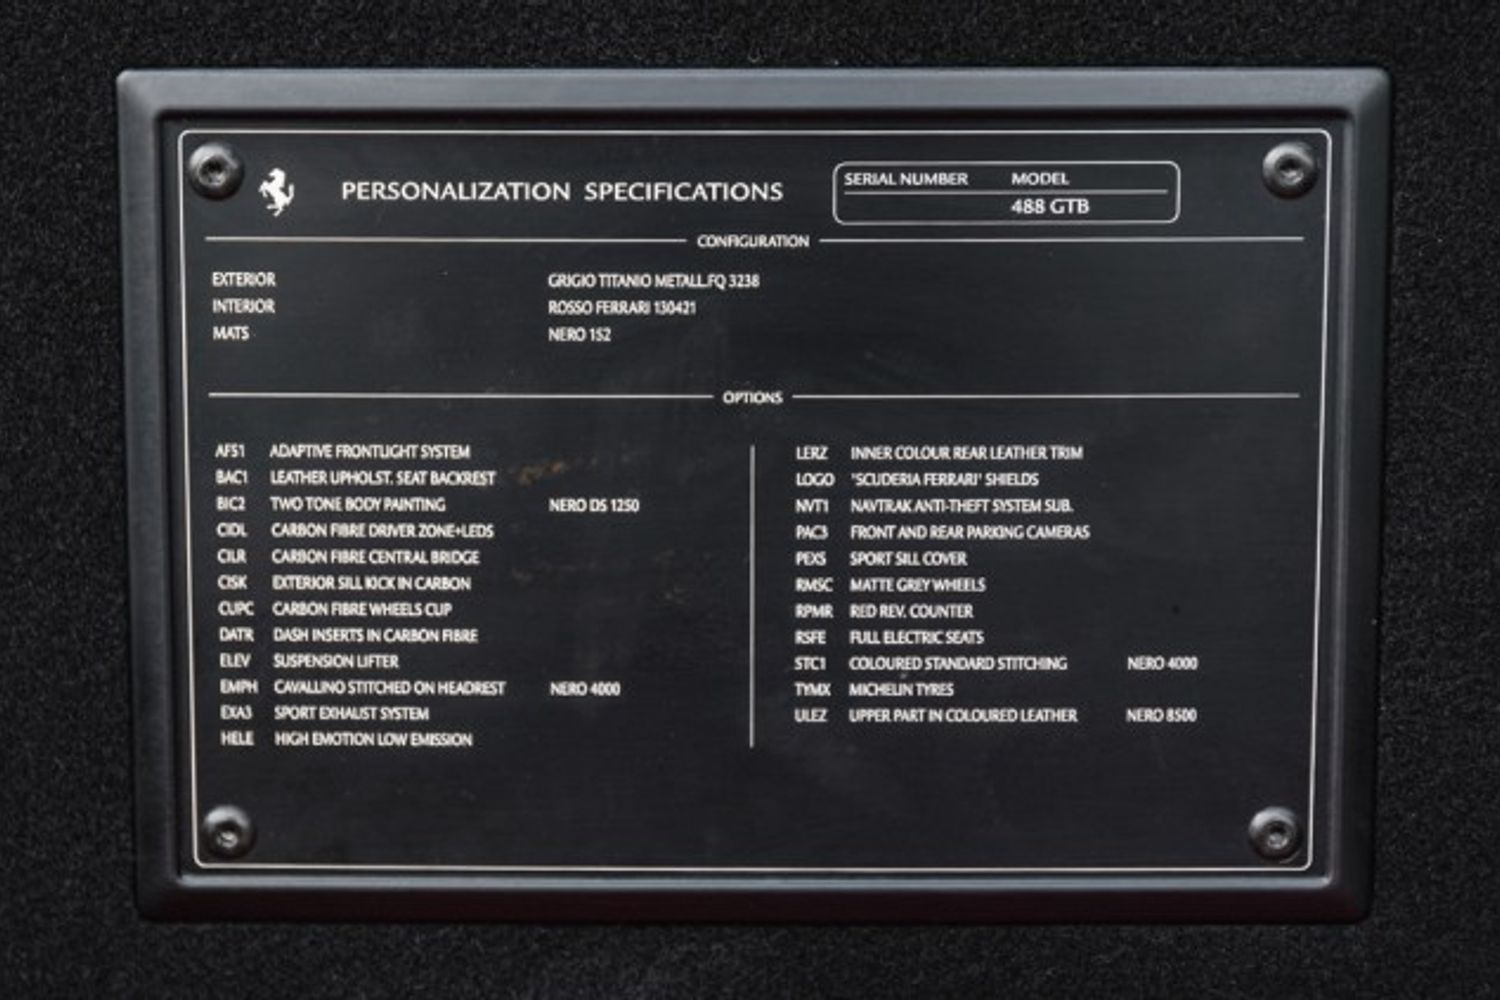 PERSONALIZATION SPECIFICATIONS
SERIAL NUMBER MODEL
488 GTB
CONFIGURATION
EXTERIOR GRIGIO TITANIO METALL.FQ 3238
INTERIOR ROSSO FERRARI 130421
MATS NERO 152
OPTIONS
AFS1 ADAPTIVE FRONTLIGHT SYSTEM
BAC1 LEATHER UPHOLST. SEAT BACKREST
BIC2 TWO TONE BODY PAINTING NERO DS 1250
CIDL CARBON FIBRE DRIVER ZONE+LEDS
CILR CARBON FIBRE CENTRAL BRIDGE
CISK EXTERIOR SILL KICK IN CARBON
CUPC CARBON FIBRE WHEELS CUP
DATR DASH INSERTS IN CARBON FIBRE
ELEV SUSPENSION LIFTER
EMPH CAVALLINO STITCHED ON HEADREST NERO 4000
EXA3 SPORT EXHAUST SYSTEM
HELE HIGH EMOTION LOW EMISSION
LERZ INNER COLOUR REAR LEATHER TRIM
LOGO 'SCUDERIA FERRARI' SHIELDS
NVT1 NAVTRAK ANTI-THEFT SYSTEM SUB.
PAC3 FRONT AND REAR PARKING CAMERAS
PEXS SPORT SILL COVER
RMSC MATTE GREY WHEELS
RPMR RED REV. COUNTER
RSFE FULL ELECTRIC SEATS
STC1 COLOURED STANDARD STITCHING NERO 4000
TYMX MICHELIN TYRES
ULEZ UPPER PART IN COLOURED LEATHER NERO 8500